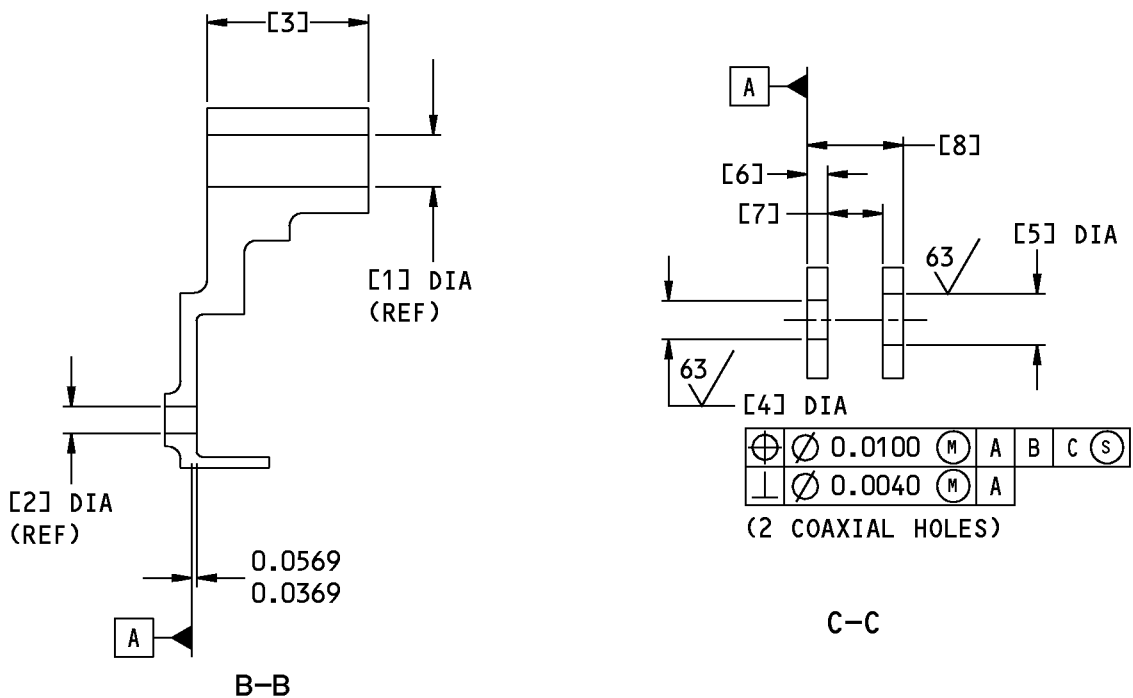 [3]
[1] DIA
(REF)
[2] DIA
(REF)
0.0569
0.0369
A
B-B
A
[8]
[6]
[7]
[5] DIA
63
63
[4] DIA
⌖ ⌀ 0.0100 Ⓜ A B C Ⓢ
⊥ ⌀ 0.0040 Ⓜ A
(2 COAXIAL HOLES)
C-C